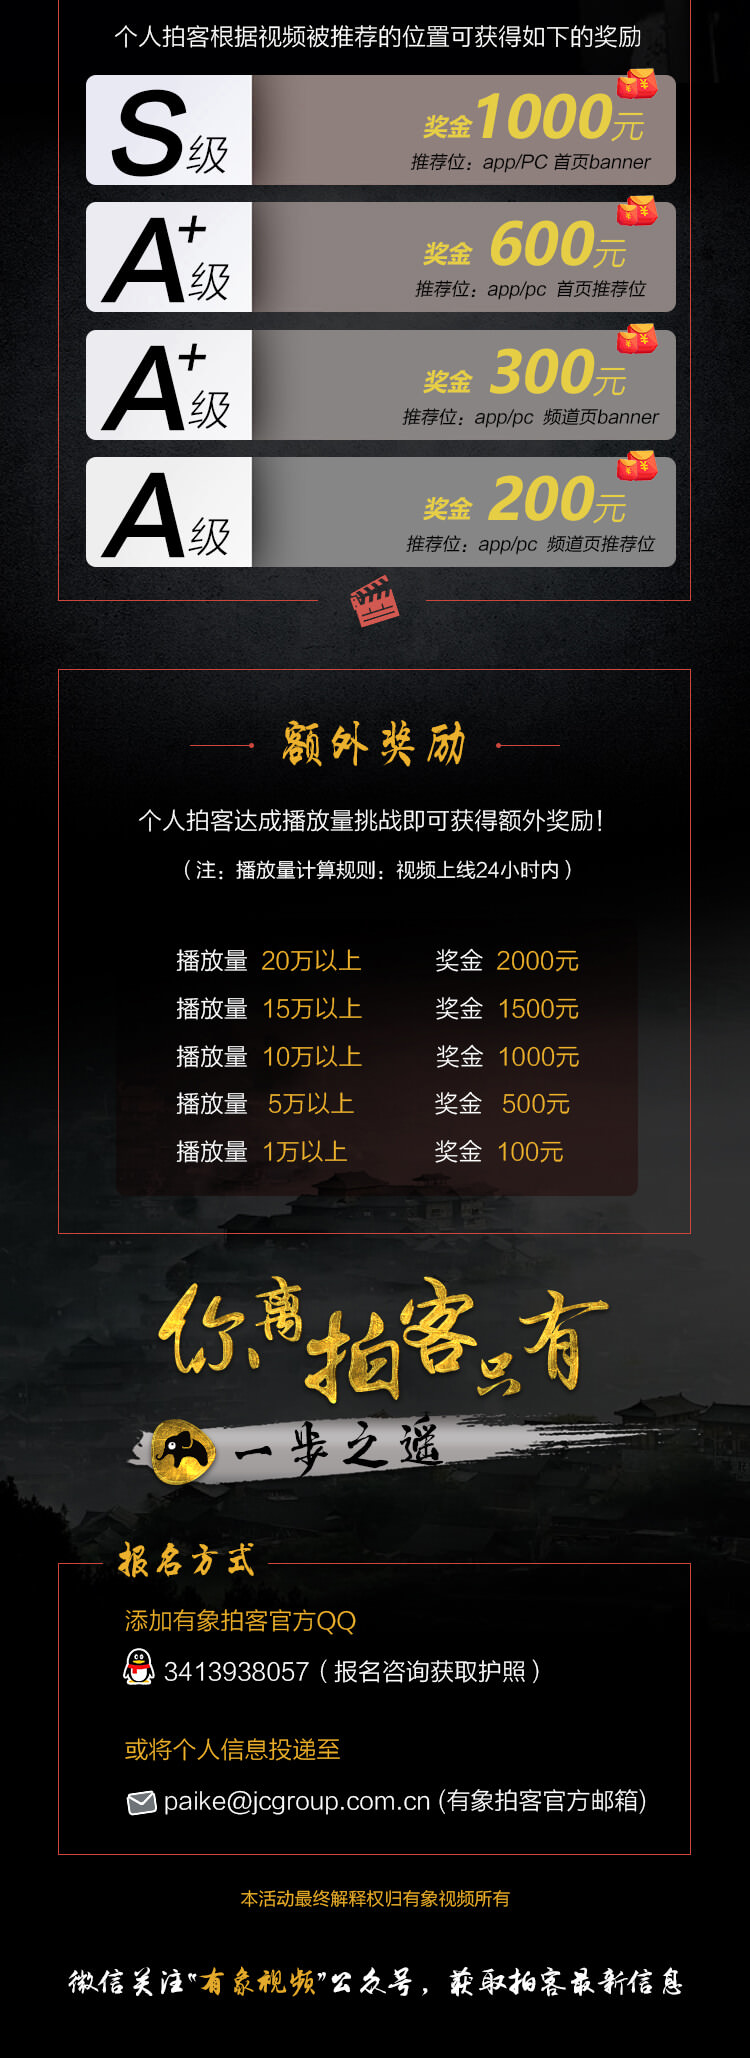 个人拍客根据视频被推荐的位置可获得如下的奖励
S级
奖金1000元
推荐位：app/PC 首页banner
A+级
奖金 600元
推荐位：app/pc 首页推荐位
A+级
奖金 300元
推荐位：app/pc 频道页banner
A级
奖金 200元
推荐位：app/pc 频道页推荐位
额外奖励
个人拍客达成播放量挑战即可获得额外奖励！
（注：播放量计算规则：视频上线24小时内）
播放量 20万以上 奖金 2000元
播放量 15万以上 奖金 1500元
播放量 10万以上 奖金 1000元
播放量 5万以上 奖金 500元
播放量 1万以上 奖金 100元
你离拍客只有
一步之遥
报名方式
添加有象拍客官方QQ
3413938057（报名咨询获取护照）
或将个人信息投递至
paike@jcgroup.com.cn (有象拍客官方邮箱)
本活动最终解释权归有象视频所有
微信关注“有象视频”公众号，获取拍客最新信息